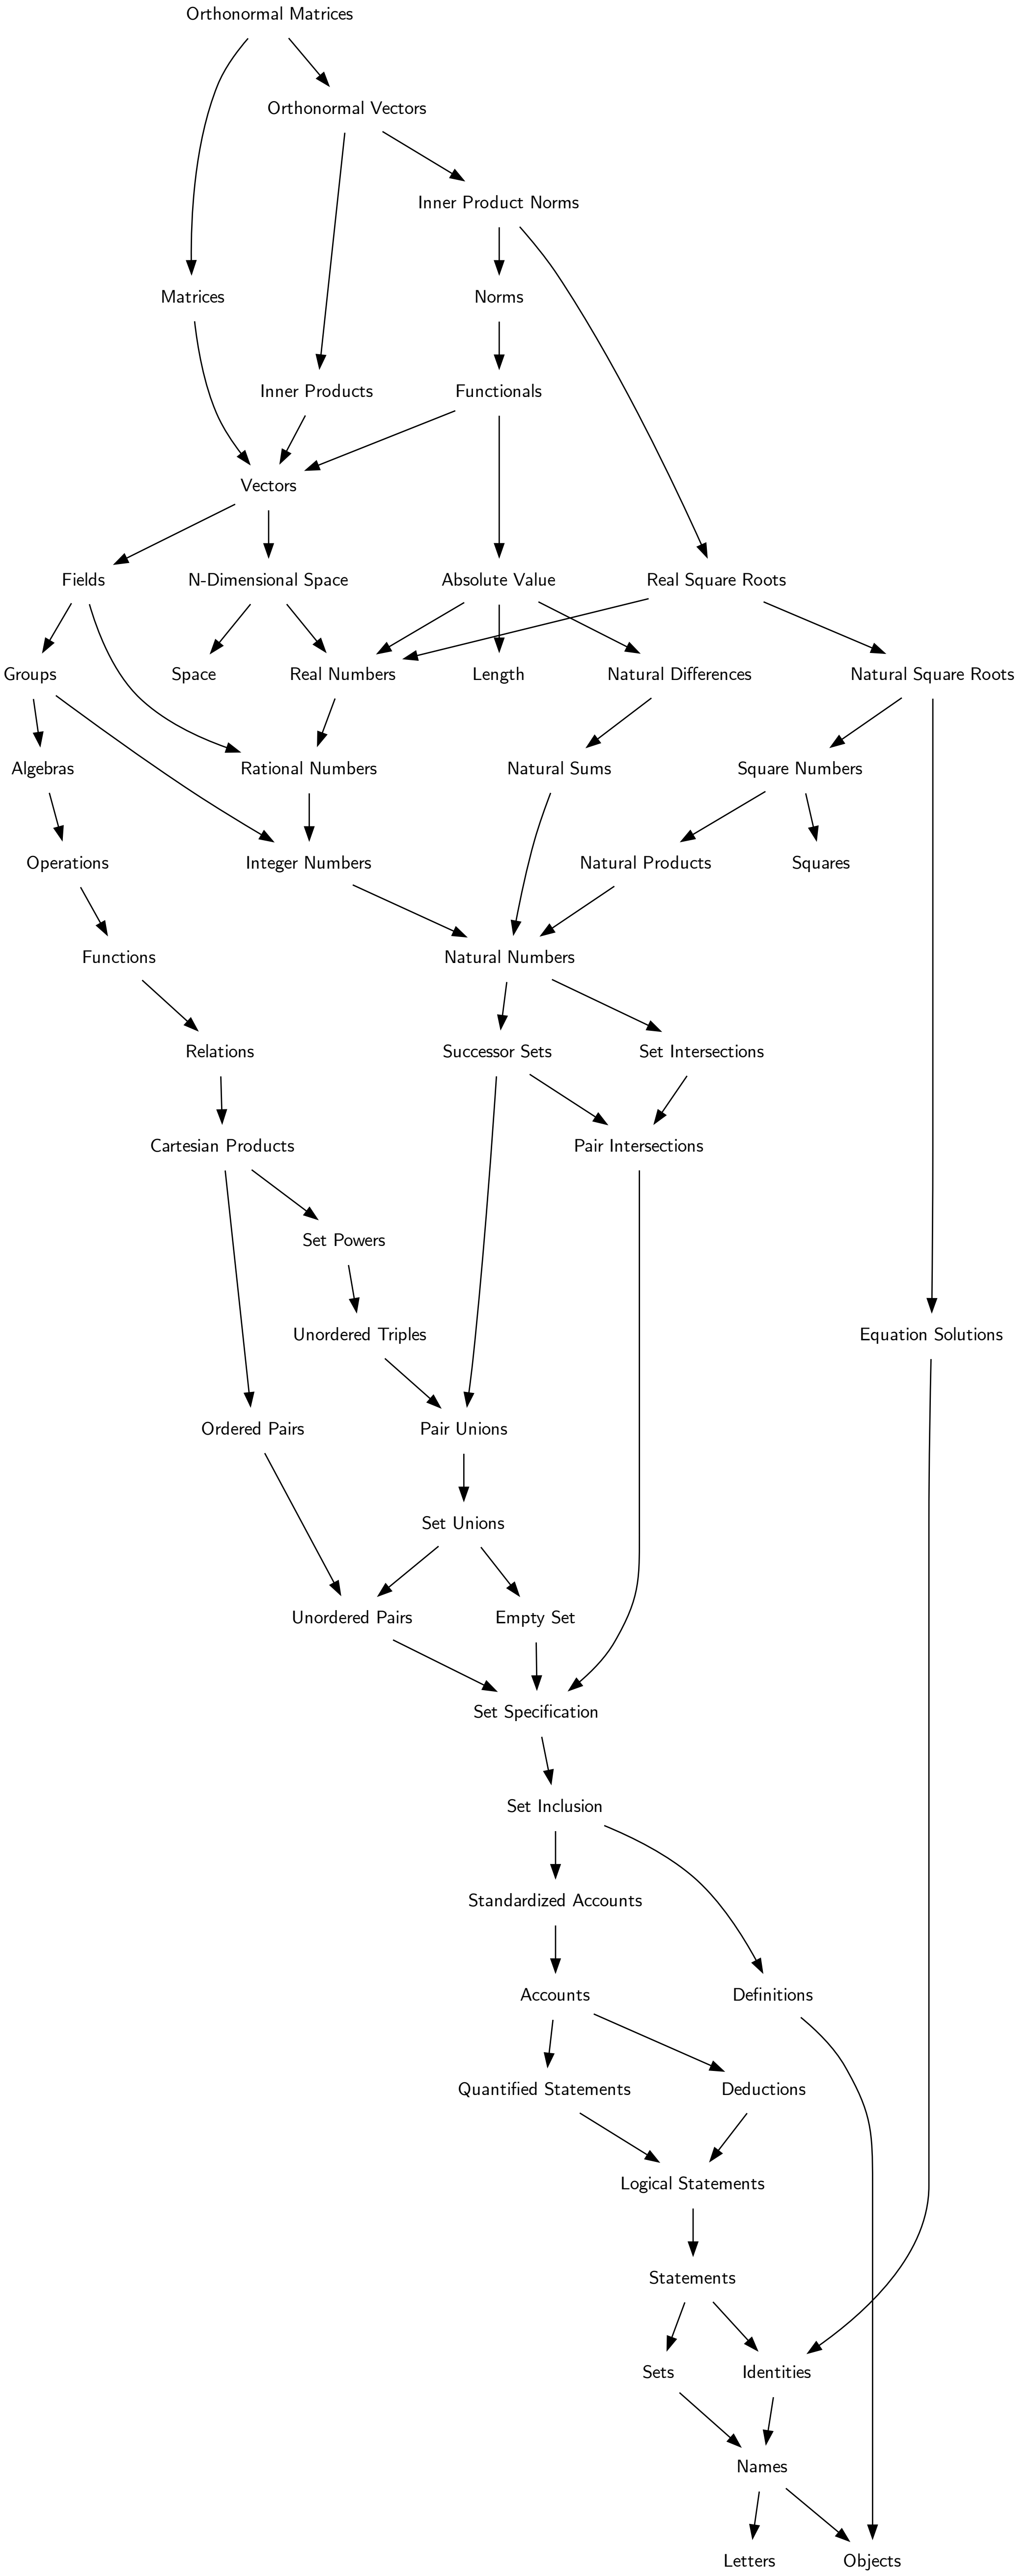 Orthonormal Matrices
Orthonormal Vectors
Inner Product Norms
Matrices
Norms
Inner Products
Functionals
Vectors
Fields
N-Dimensional Space
Absolute Value
Real Square Roots
Groups
Space
Real Numbers
Length
Natural Differences
Natural Square Roots
Algebras
Rational Numbers
Natural Sums
Square Numbers
Operations
Integer Numbers
Natural Products
Squares
Functions
Natural Numbers
Relations
Successor Sets
Set Intersections
Cartesian Products
Pair Intersections
Set Powers
Unordered Triples
Equation Solutions
Ordered Pairs
Pair Unions
Set Unions
Unordered Pairs
Empty Set
Set Specification
Set Inclusion
Standardized Accounts
Accounts
Definitions
Quantified Statements
Deductions
Logical Statements
Statements
Sets
Identities
Names
Letters
Objects